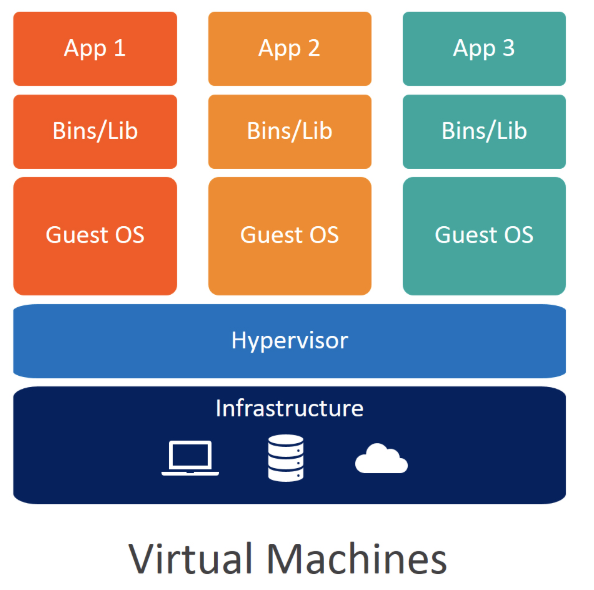 App 1
App 2
App 3
Bins/Lib
Bins/Lib
Bins/Lib
Guest OS
Guest OS
Guest OS
Hypervisor
Infrastructure
Virtual Machines